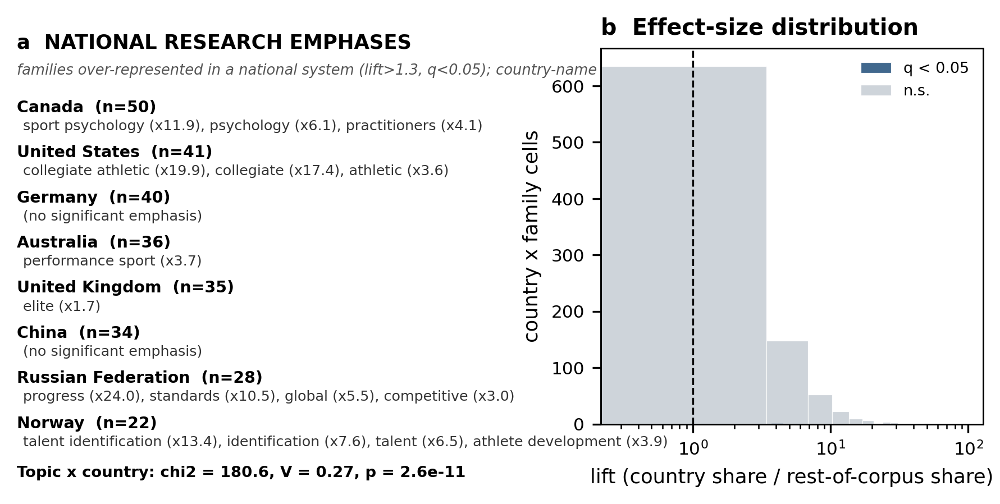 a NATIONAL RESEARCH EMPHASES
families over-represented in a national system (lift>1.3, q<0.05); country-name
Canada (n=50)
sport psychology (x11.9), psychology (x6.1), practitioners (x4.1)
United States (n=41)
collegiate athletic (x19.9), collegiate (x17.4), athletic (x3.6)
Germany (n=40)
(no significant emphasis)
Australia (n=36)
performance sport (x3.7)
United Kingdom (n=35)
elite (x1.7)
China (n=34)
(no significant emphasis)
Russian Federation (n=28)
progress (x24.0), standards (x10.5), global (x5.5), competitive (x3.0)
Norway (n=22)
talent identification (x13.4), identification (x7.6), talent (x6.5), athlete development (x3.9)
Topic x country: chi2 = 180.6, V = 0.27, p = 2.6e-11
b Effect-size distribution
q < 0.05
n.s.
country x family cells
600
500
400
300
200
100
0
10⁰ 10¹ 10²
lift (country share / rest-of-corpus share)